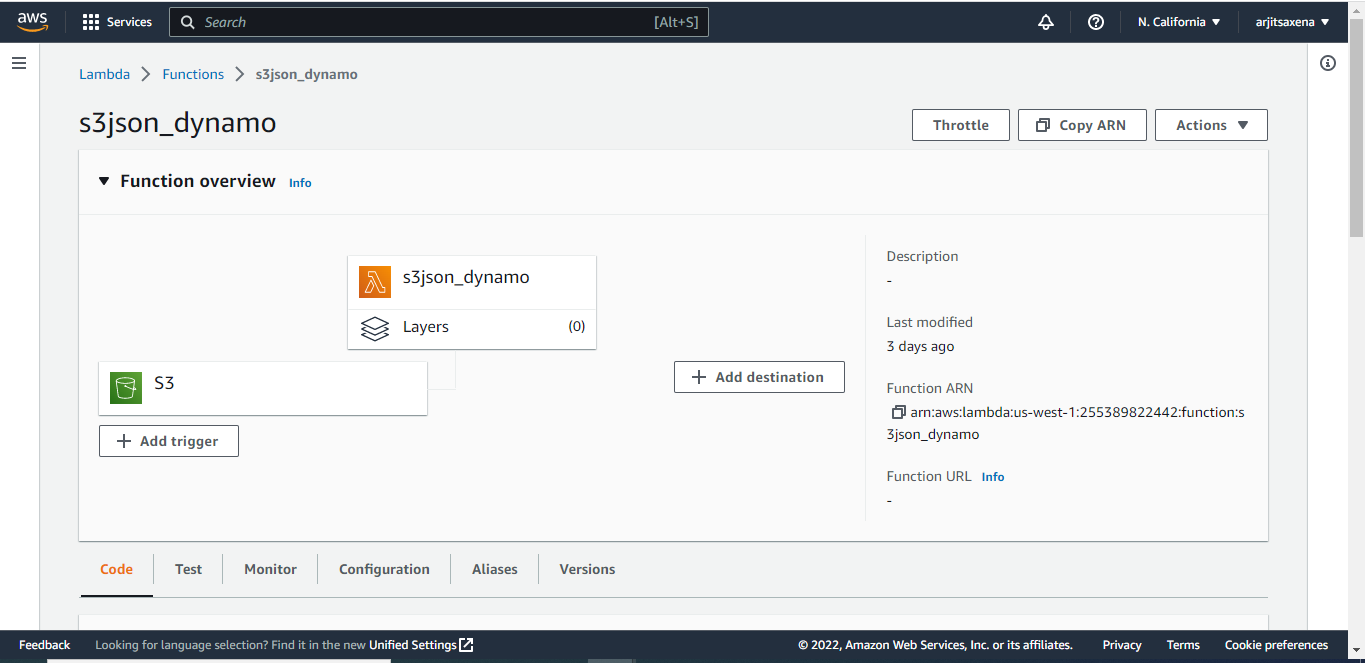 aws Services Search [Alt+S] N. California arjitsaxena
Lambda Functions s3json_dynamo
s3json_dynamo
Throttle Copy ARN Actions
Function overview Info
s3json_dynamo
Layers (0)
S3
+ Add trigger
+ Add destination
Description
-
Last modified
3 days ago
Function ARN
arn:aws:lambda:us-west-1:255389822442:function:s
3json_dynamo
Function URL Info
-
Code Test Monitor Configuration Aliases Versions
Feedback Looking for language selection? Find it in the new Unified Settings © 2022, Amazon Web Services, Inc. or its affiliates. Privacy Terms Cookie preferences